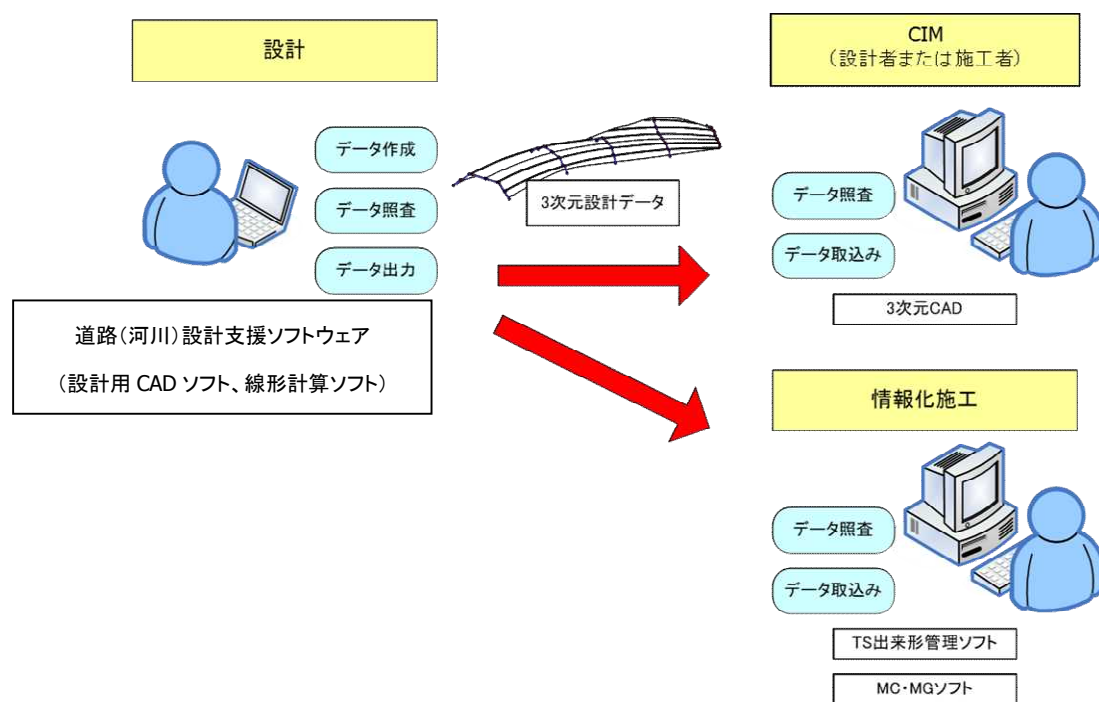 設計
データ作成
データ照査
データ出力
道路(河川)設計支援ソフトウェア
(設計用 CAD ソフト、線形計算ソフト)
3次元設計データ
CIM
(設計者または施工者)
データ照査
データ取込み
3次元CAD
情報化施工
データ照査
データ取込み
TS出来形管理ソフト
MC・MGソフト